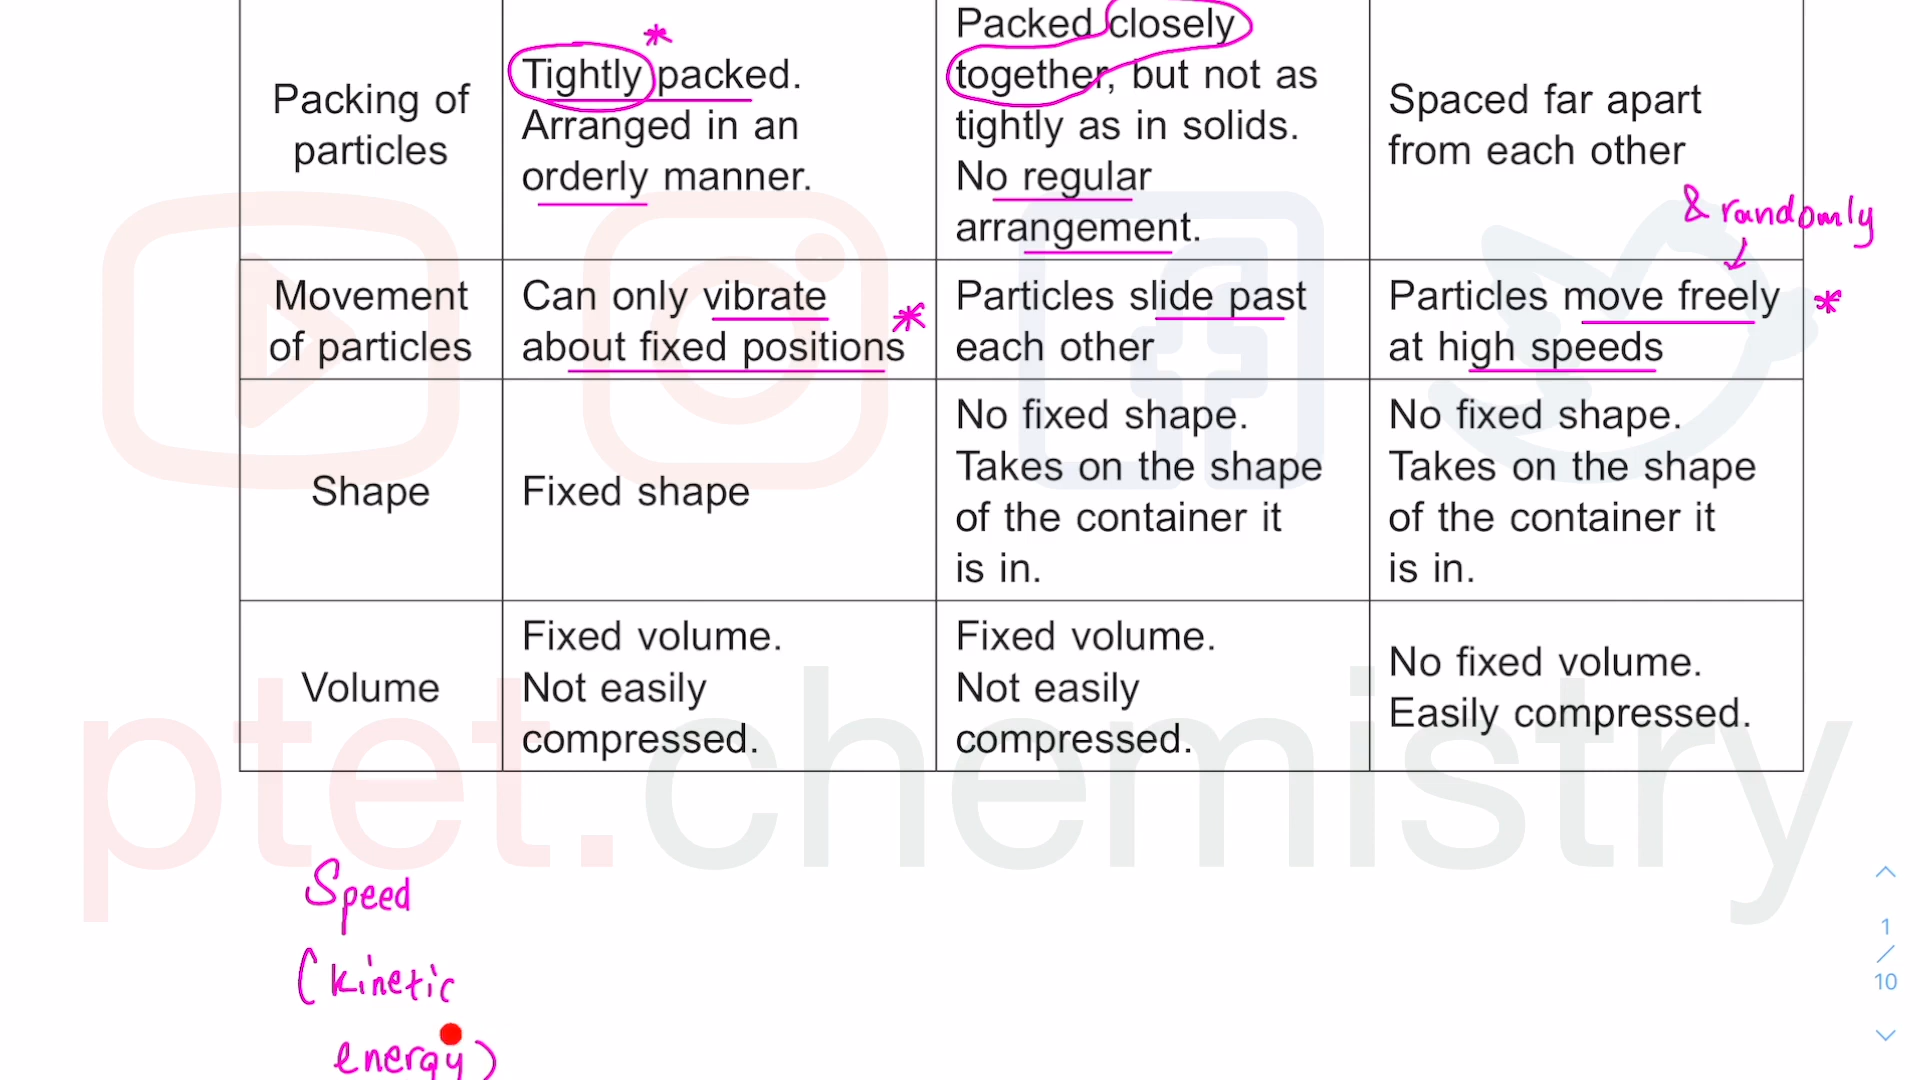 Packing of
particles
Tightly packed.
Arranged in an
orderly manner.
*
Packed closely
together, but not as
tightly as in solids.
No regular
arrangement.
Spaced far apart
from each other
& randomly
Movement
of particles
Can only vibrate
about fixed positions
*
Particles slide past
each other
Particles move freely
at high speeds
*
Shape
Fixed shape
No fixed shape.
Takes on the shape
of the container it
is in.
No fixed shape.
Takes on the shape
of the container it
is in.
Volume
Fixed volume.
Not easily
compressed.
Fixed volume.
Not easily
compressed.
No fixed volume.
Easily compressed.
ptet.chemistry
Speed
(kinetic
energy)
1
/
10